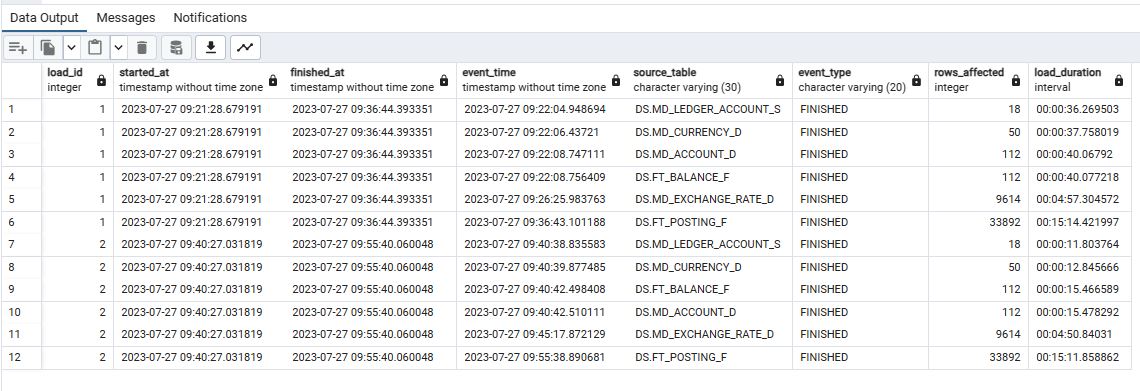 Data Output Messages Notifications
load_id started_at finished_at event_time source_table event_type rows_affected load_duration
integer timestamp without time zone timestamp without time zone timestamp without time zone character varying (30) character varying (20) integer interval
1 1 2023-07-27 09:21:28.679191 2023-07-27 09:36:44.393351 2023-07-27 09:22:04.948694 DS.MD_LEDGER_ACCOUNT_S FINISHED 18 00:00:36.269503
2 1 2023-07-27 09:21:28.679191 2023-07-27 09:36:44.393351 2023-07-27 09:22:06.43721 DS.MD_CURRENCY_D FINISHED 50 00:00:37.758019
3 1 2023-07-27 09:21:28.679191 2023-07-27 09:36:44.393351 2023-07-27 09:22:08.747111 DS.MD_ACCOUNT_D FINISHED 112 00:00:40.06792
4 1 2023-07-27 09:21:28.679191 2023-07-27 09:36:44.393351 2023-07-27 09:22:08.756409 DS.FT_BALANCE_F FINISHED 112 00:00:40.077218
5 1 2023-07-27 09:21:28.679191 2023-07-27 09:36:44.393351 2023-07-27 09:26:25.983763 DS.MD_EXCHANGE_RATE_D FINISHED 9614 00:04:57.304572
6 1 2023-07-27 09:21:28.679191 2023-07-27 09:36:44.393351 2023-07-27 09:36:43.101188 DS.FT_POSTING_F FINISHED 33892 00:15:14.421997
7 2 2023-07-27 09:40:27.031819 2023-07-27 09:55:40.060048 2023-07-27 09:40:38.835583 DS.MD_LEDGER_ACCOUNT_S FINISHED 18 00:00:11.803764
8 2 2023-07-27 09:40:27.031819 2023-07-27 09:55:40.060048 2023-07-27 09:40:39.877485 DS.MD_CURRENCY_D FINISHED 50 00:00:12.845666
9 2 2023-07-27 09:40:27.031819 2023-07-27 09:55:40.060048 2023-07-27 09:40:42.498408 DS.FT_BALANCE_F FINISHED 112 00:00:15.466589
10 2 2023-07-27 09:40:27.031819 2023-07-27 09:55:40.060048 2023-07-27 09:40:42.510111 DS.MD_ACCOUNT_D FINISHED 112 00:00:15.478292
11 2 2023-07-27 09:40:27.031819 2023-07-27 09:55:40.060048 2023-07-27 09:45:17.872129 DS.MD_EXCHANGE_RATE_D FINISHED 9614 00:04:50.84031
12 2 2023-07-27 09:40:27.031819 2023-07-27 09:55:40.060048 2023-07-27 09:55:38.890681 DS.FT_POSTING_F FINISHED 33892 00:15:11.858862